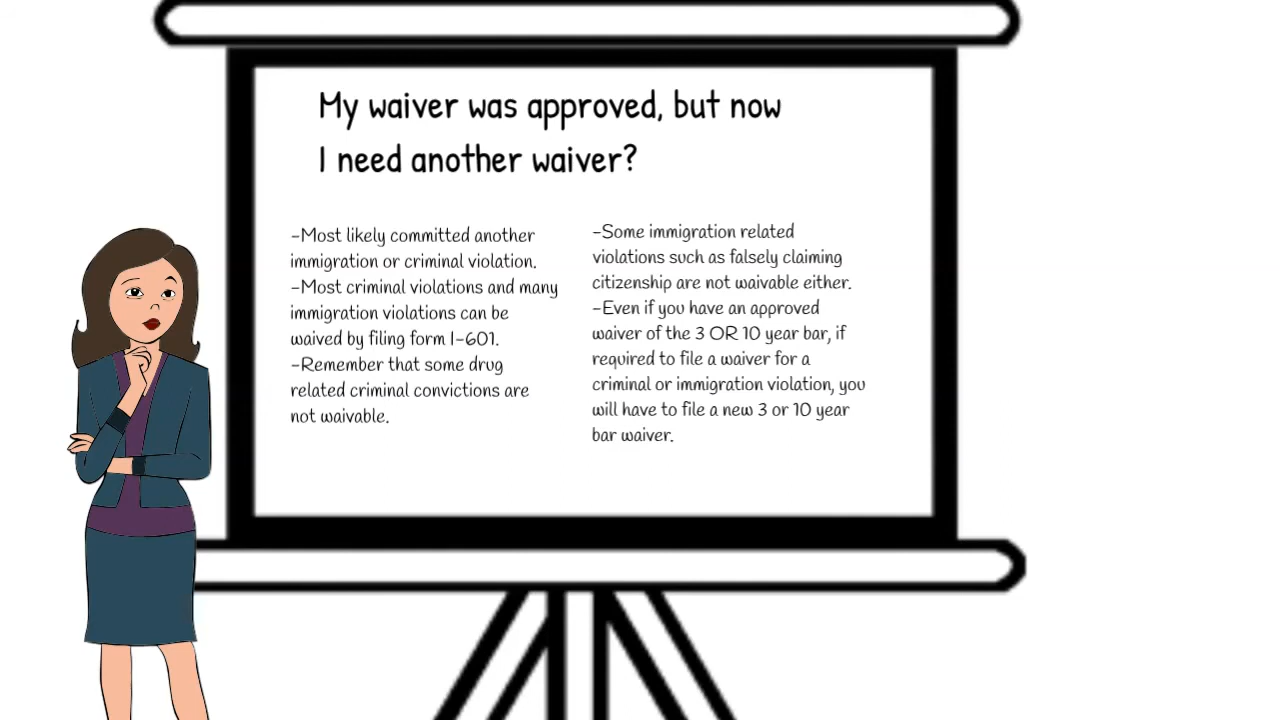 My waiver was approved, but now
I need another waiver?
-Most likely committed another
immigration or criminal violation.
-Most criminal violations and many
immigration violations can be
waived by filing form I-601.
-Remember that some drug
related criminal convictions are
not waivable.
-Some immigration related
violations such as falsely claiming
citizenship are not waivable either.
-Even if you have an approved
waiver of the 3 OR 10 year bar, if
required to file a waiver for a
criminal or immigration violation, you
will have to file a new 3 or 10 year
bar waiver.